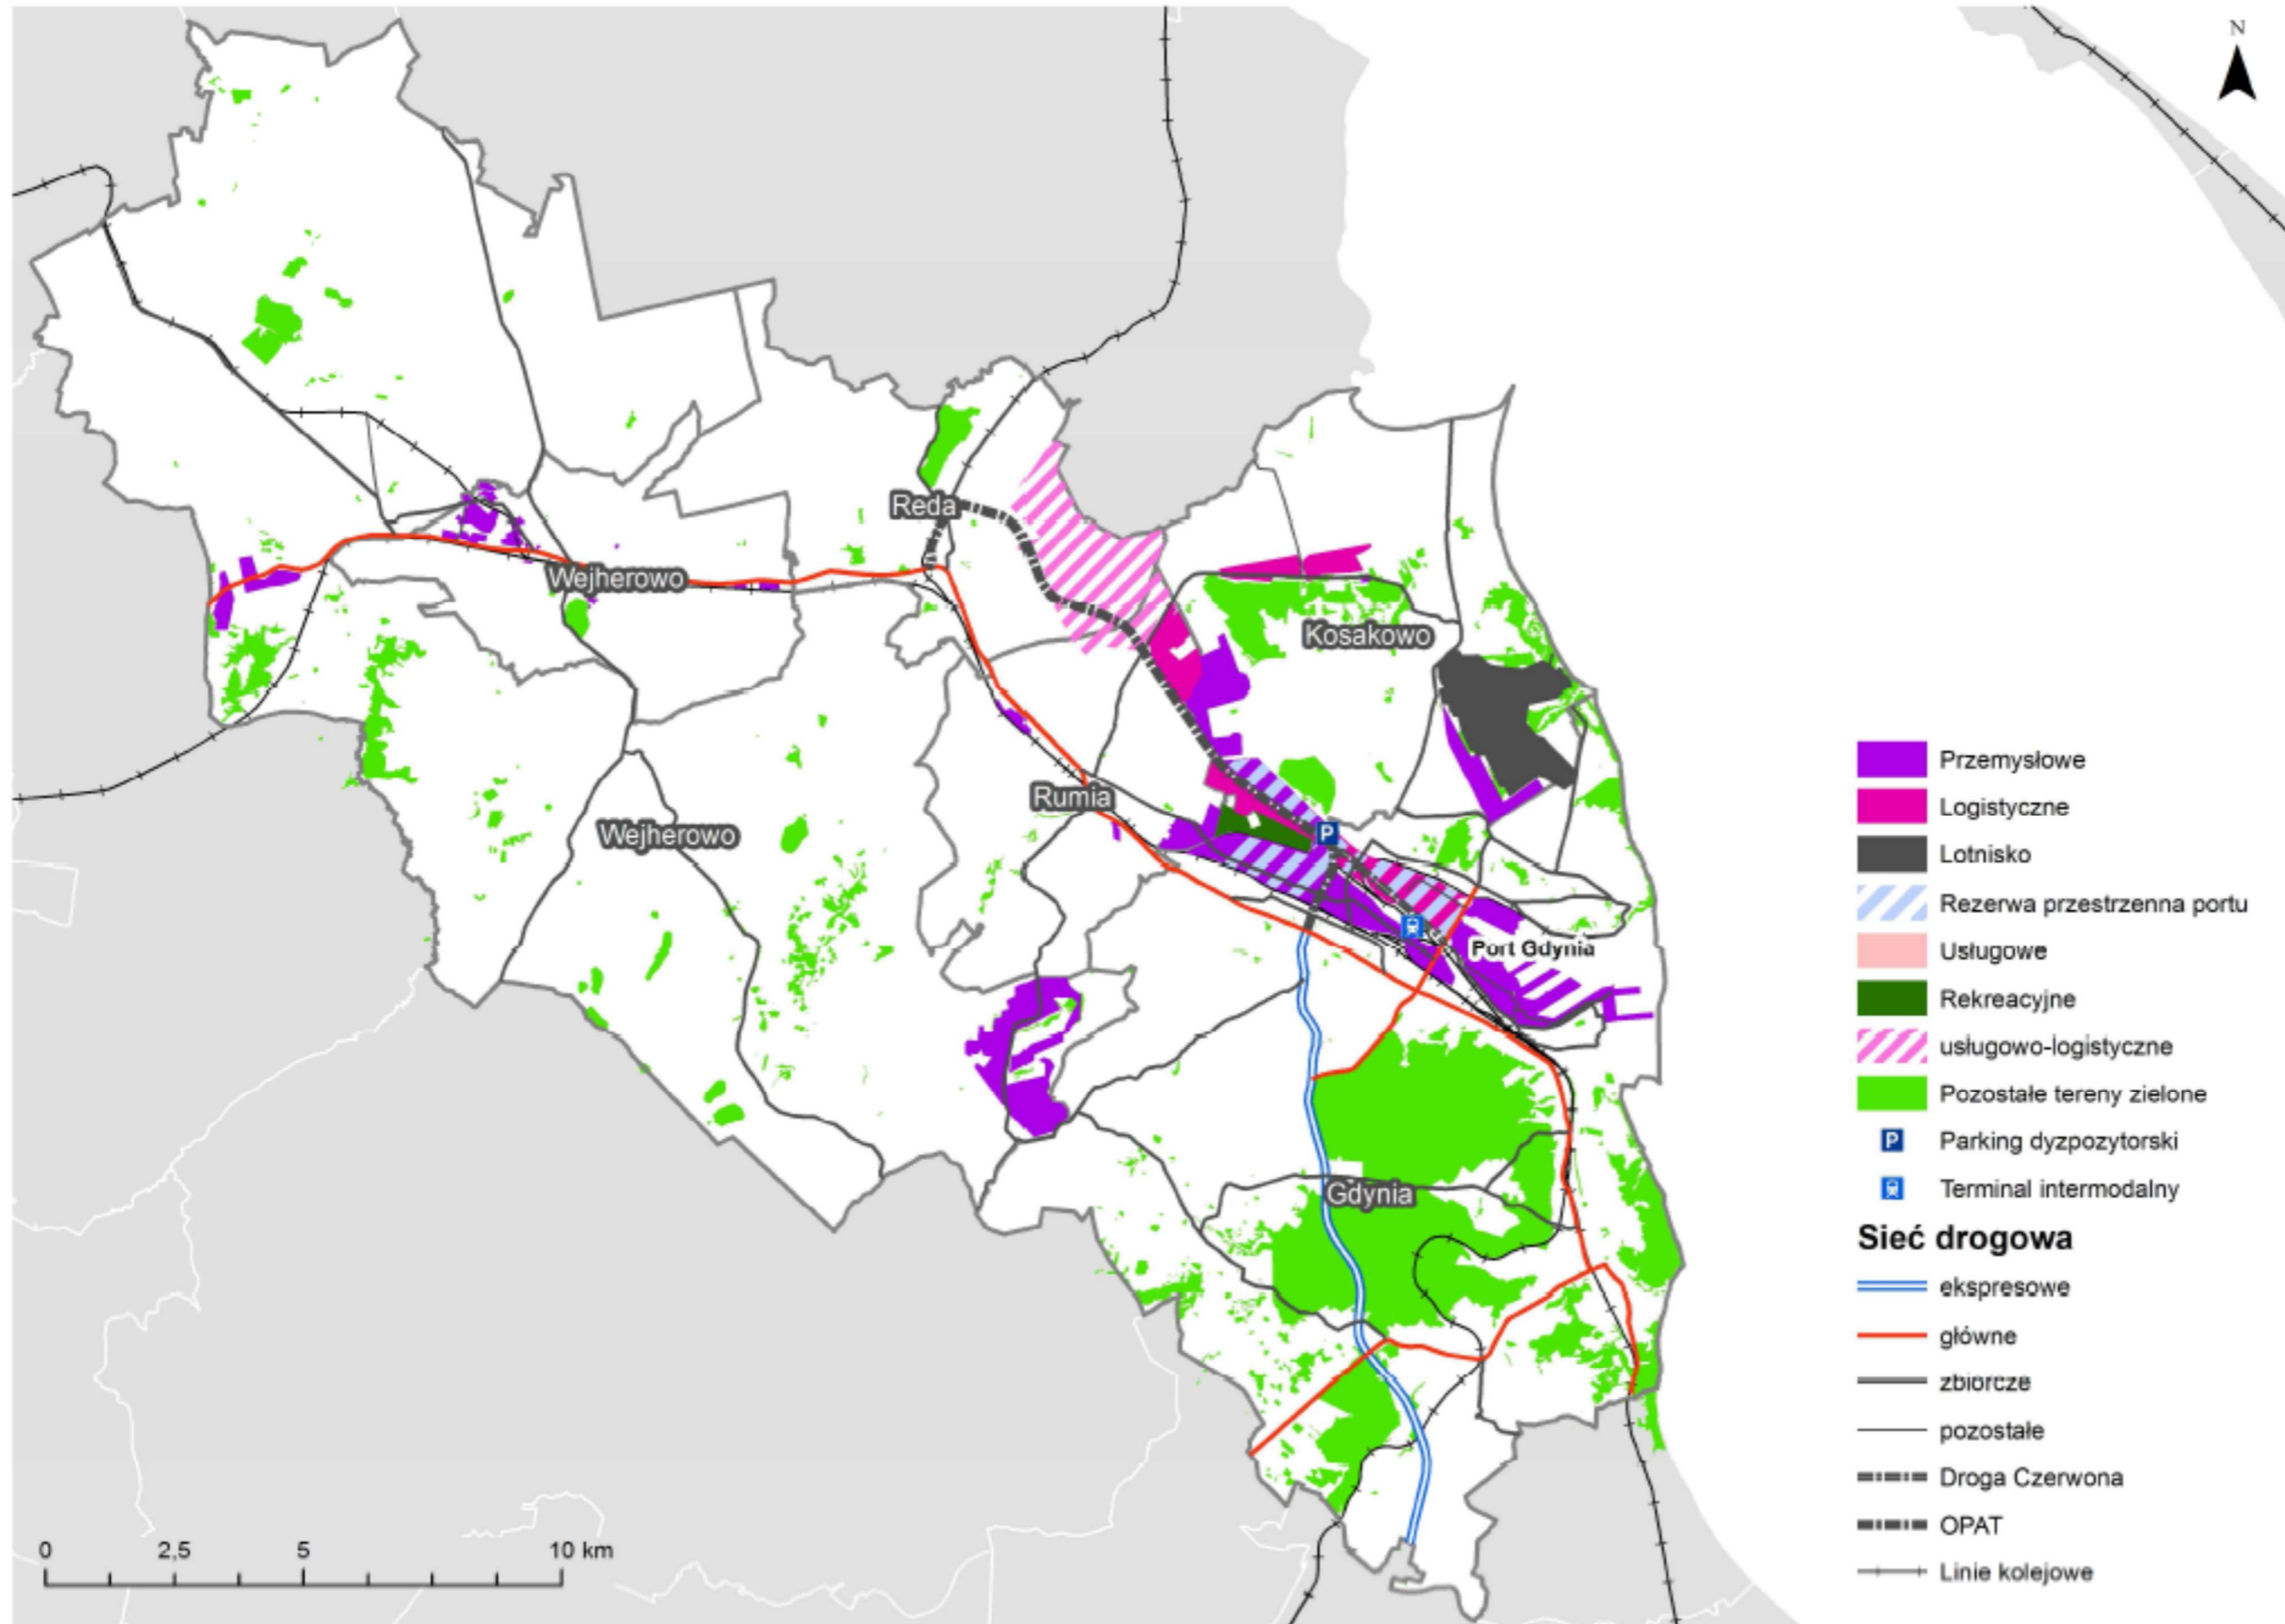 N
Reda
Wejherowo
Kosakowo
Rumia
Wejherowo
P
Port Gdynia
Gdynia
Przemysłowe
Logistyczne
Lotnisko
Rezerwa przestrzenna portu
Usługowe
Rekreacyjne
usługowo-logistyczne
Pozostałe tereny zielone
P Parking dyzpozytorski
Terminal intermodalny
Sieć drogowa
ekspresowe
główne
zbiorcze
pozostałe
Droga Czerwona
OPAT
Linie kolejowe
0 2,5 5 10 km